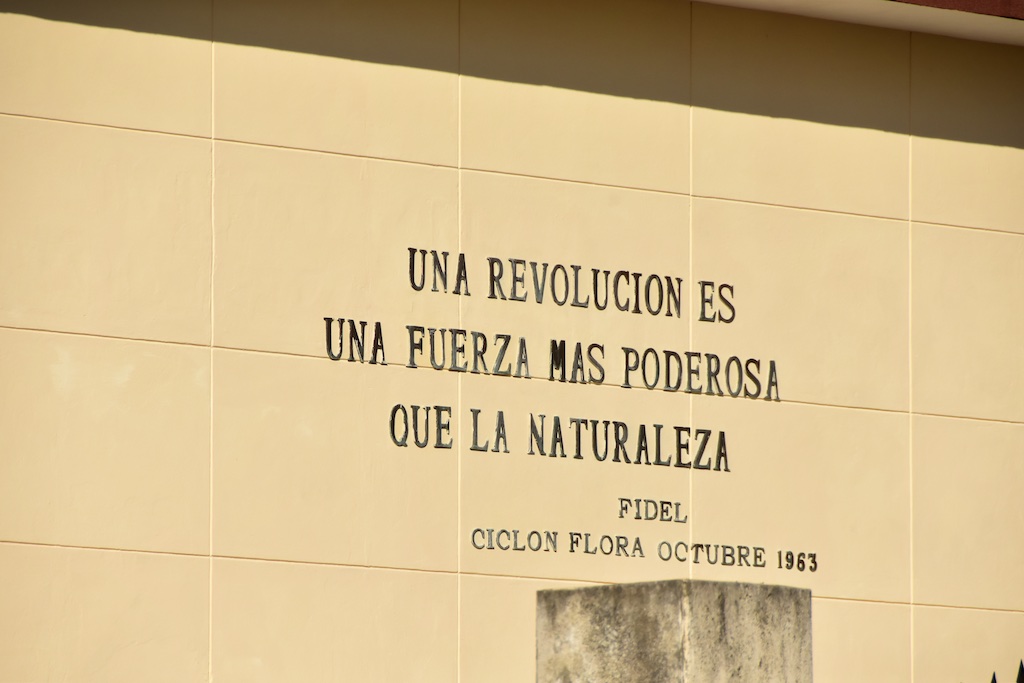 UNA REVOLUCION ES
UNA FUERZA MAS PODEROSA
QUE LA NATURALEZA
FIDEL
CICLON FLORA OCTUBRE 1963